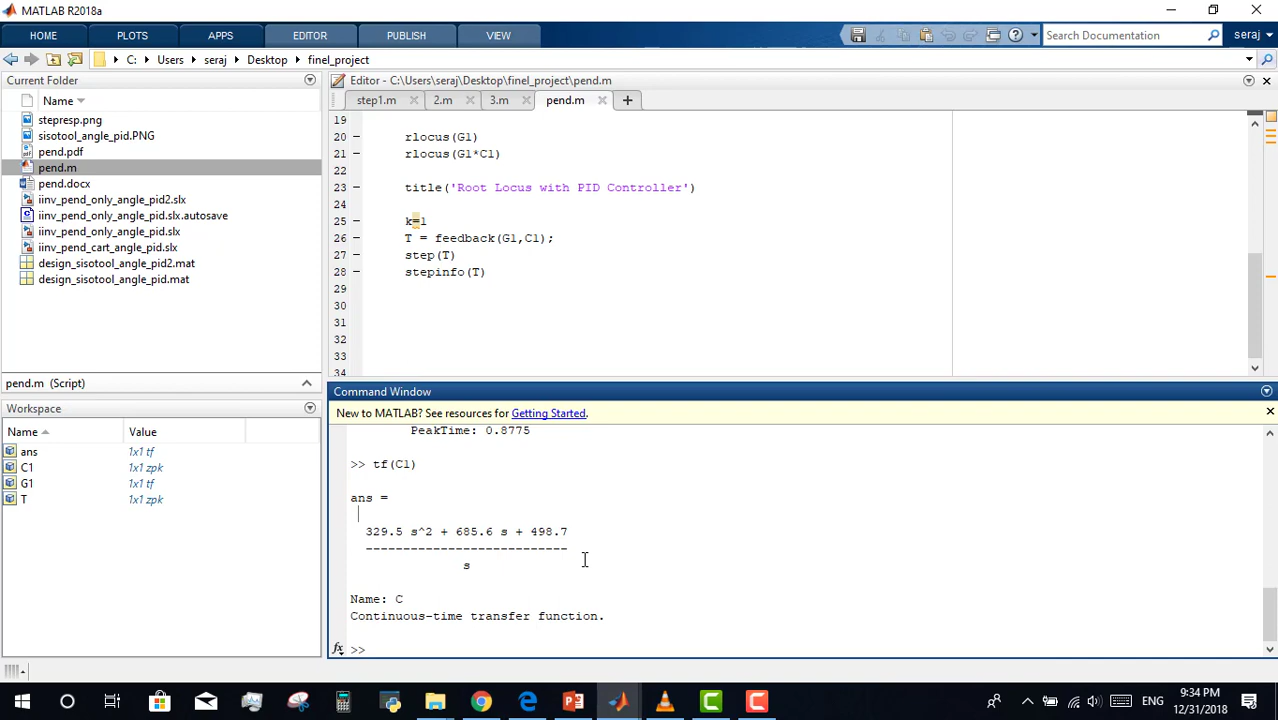 MATLAB R2018a
HOME PLOTS APPS EDITOR PUBLISH VIEW
Search Documentation
seraj
C: Users seraj Desktop finel_project
Current Folder
Name
stepresp.png
sisotool_angle_pid.PNG
pend.pdf
pend.m
pend.docx
iinv_pend_only_angle_pid2.slx
iinv_pend_only_angle_pid.slx.autosave
iinv_pend_only_angle_pid.slx
iinv_pend_cart_angle_pid.slx
design_sisotool_angle_pid2.mat
design_sisotool_angle_pid.mat
pend.m (Script)
Workspace
Name Value
ans 1x1 tf
C1 1x1 zpk
G1 1x1 tf
T 1x1 zpk
Editor - C:\Users\seraj\Desktop\finel_project\pend.m
step1.m 2.m 3.m pend.m
19
20 - rlocus(G1)
21 - rlocus(G1*C1)
22
23 - title('Root Locus with PID Controller')
24
25 - k=1
26 - T = feedback(G1,C1);
27 - step(T)
28 - stepinfo(T)
29
30
31
32
33
34
Command Window
New to MATLAB? See resources for Getting Started.
PeakTime: 0.8775
>> tf(C1)
ans =
329.5 s^2 + 685.6 s + 498.7
---------------------------
s
Name: C
Continuous-time transfer function.
fx >>
ENG
9:34 PM
12/31/2018